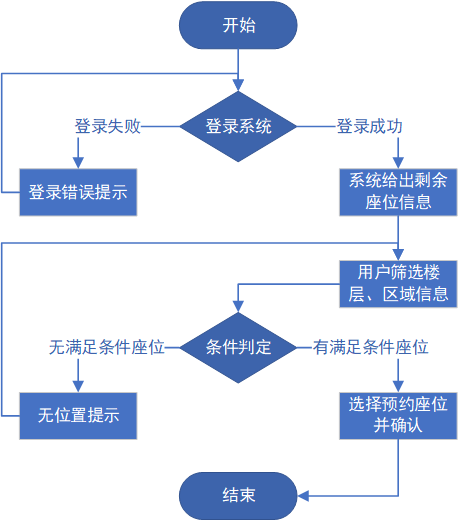 开始
登录系统
登录失败
登录成功
登录错误提示
系统给出剩余
座位信息
用户筛选楼
层、区域信息
条件判定
无满足条件座位
有满足条件座位
无位置提示
选择预约座位
并确认
结束